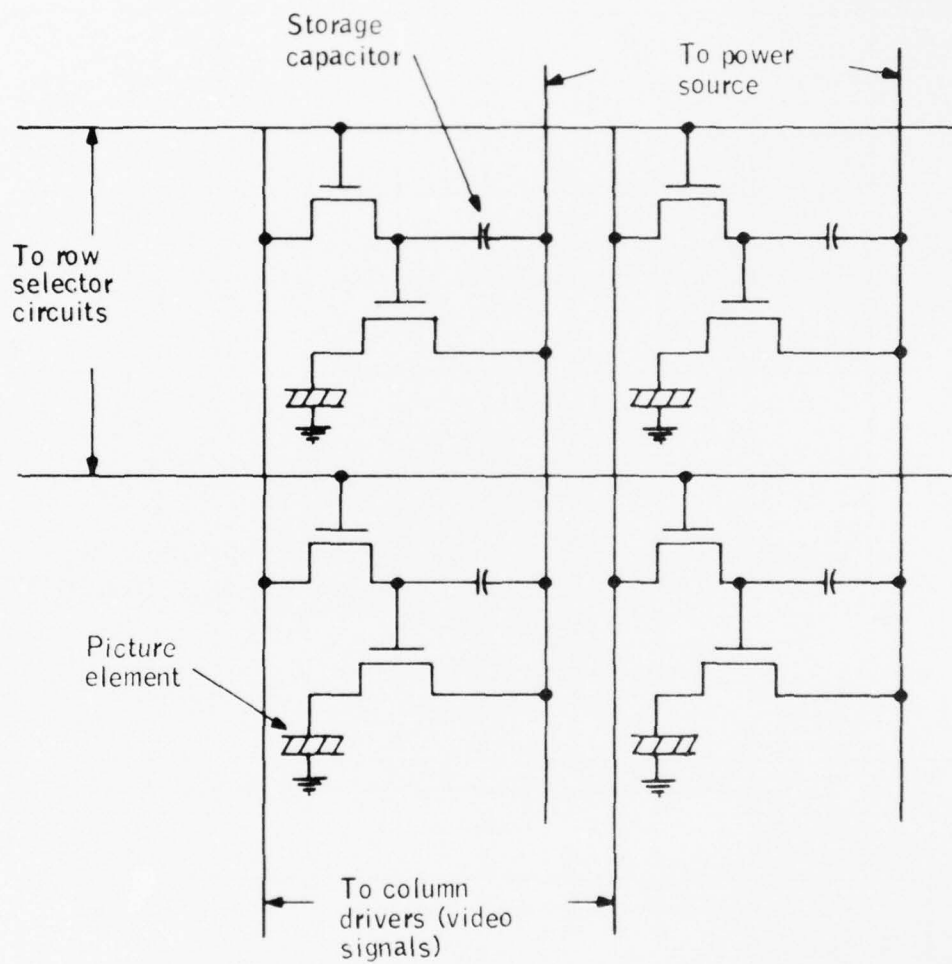 Storage
capacitor
To power
source
To row
selector
circuits
Picture
element
To column
drivers (video
signals)